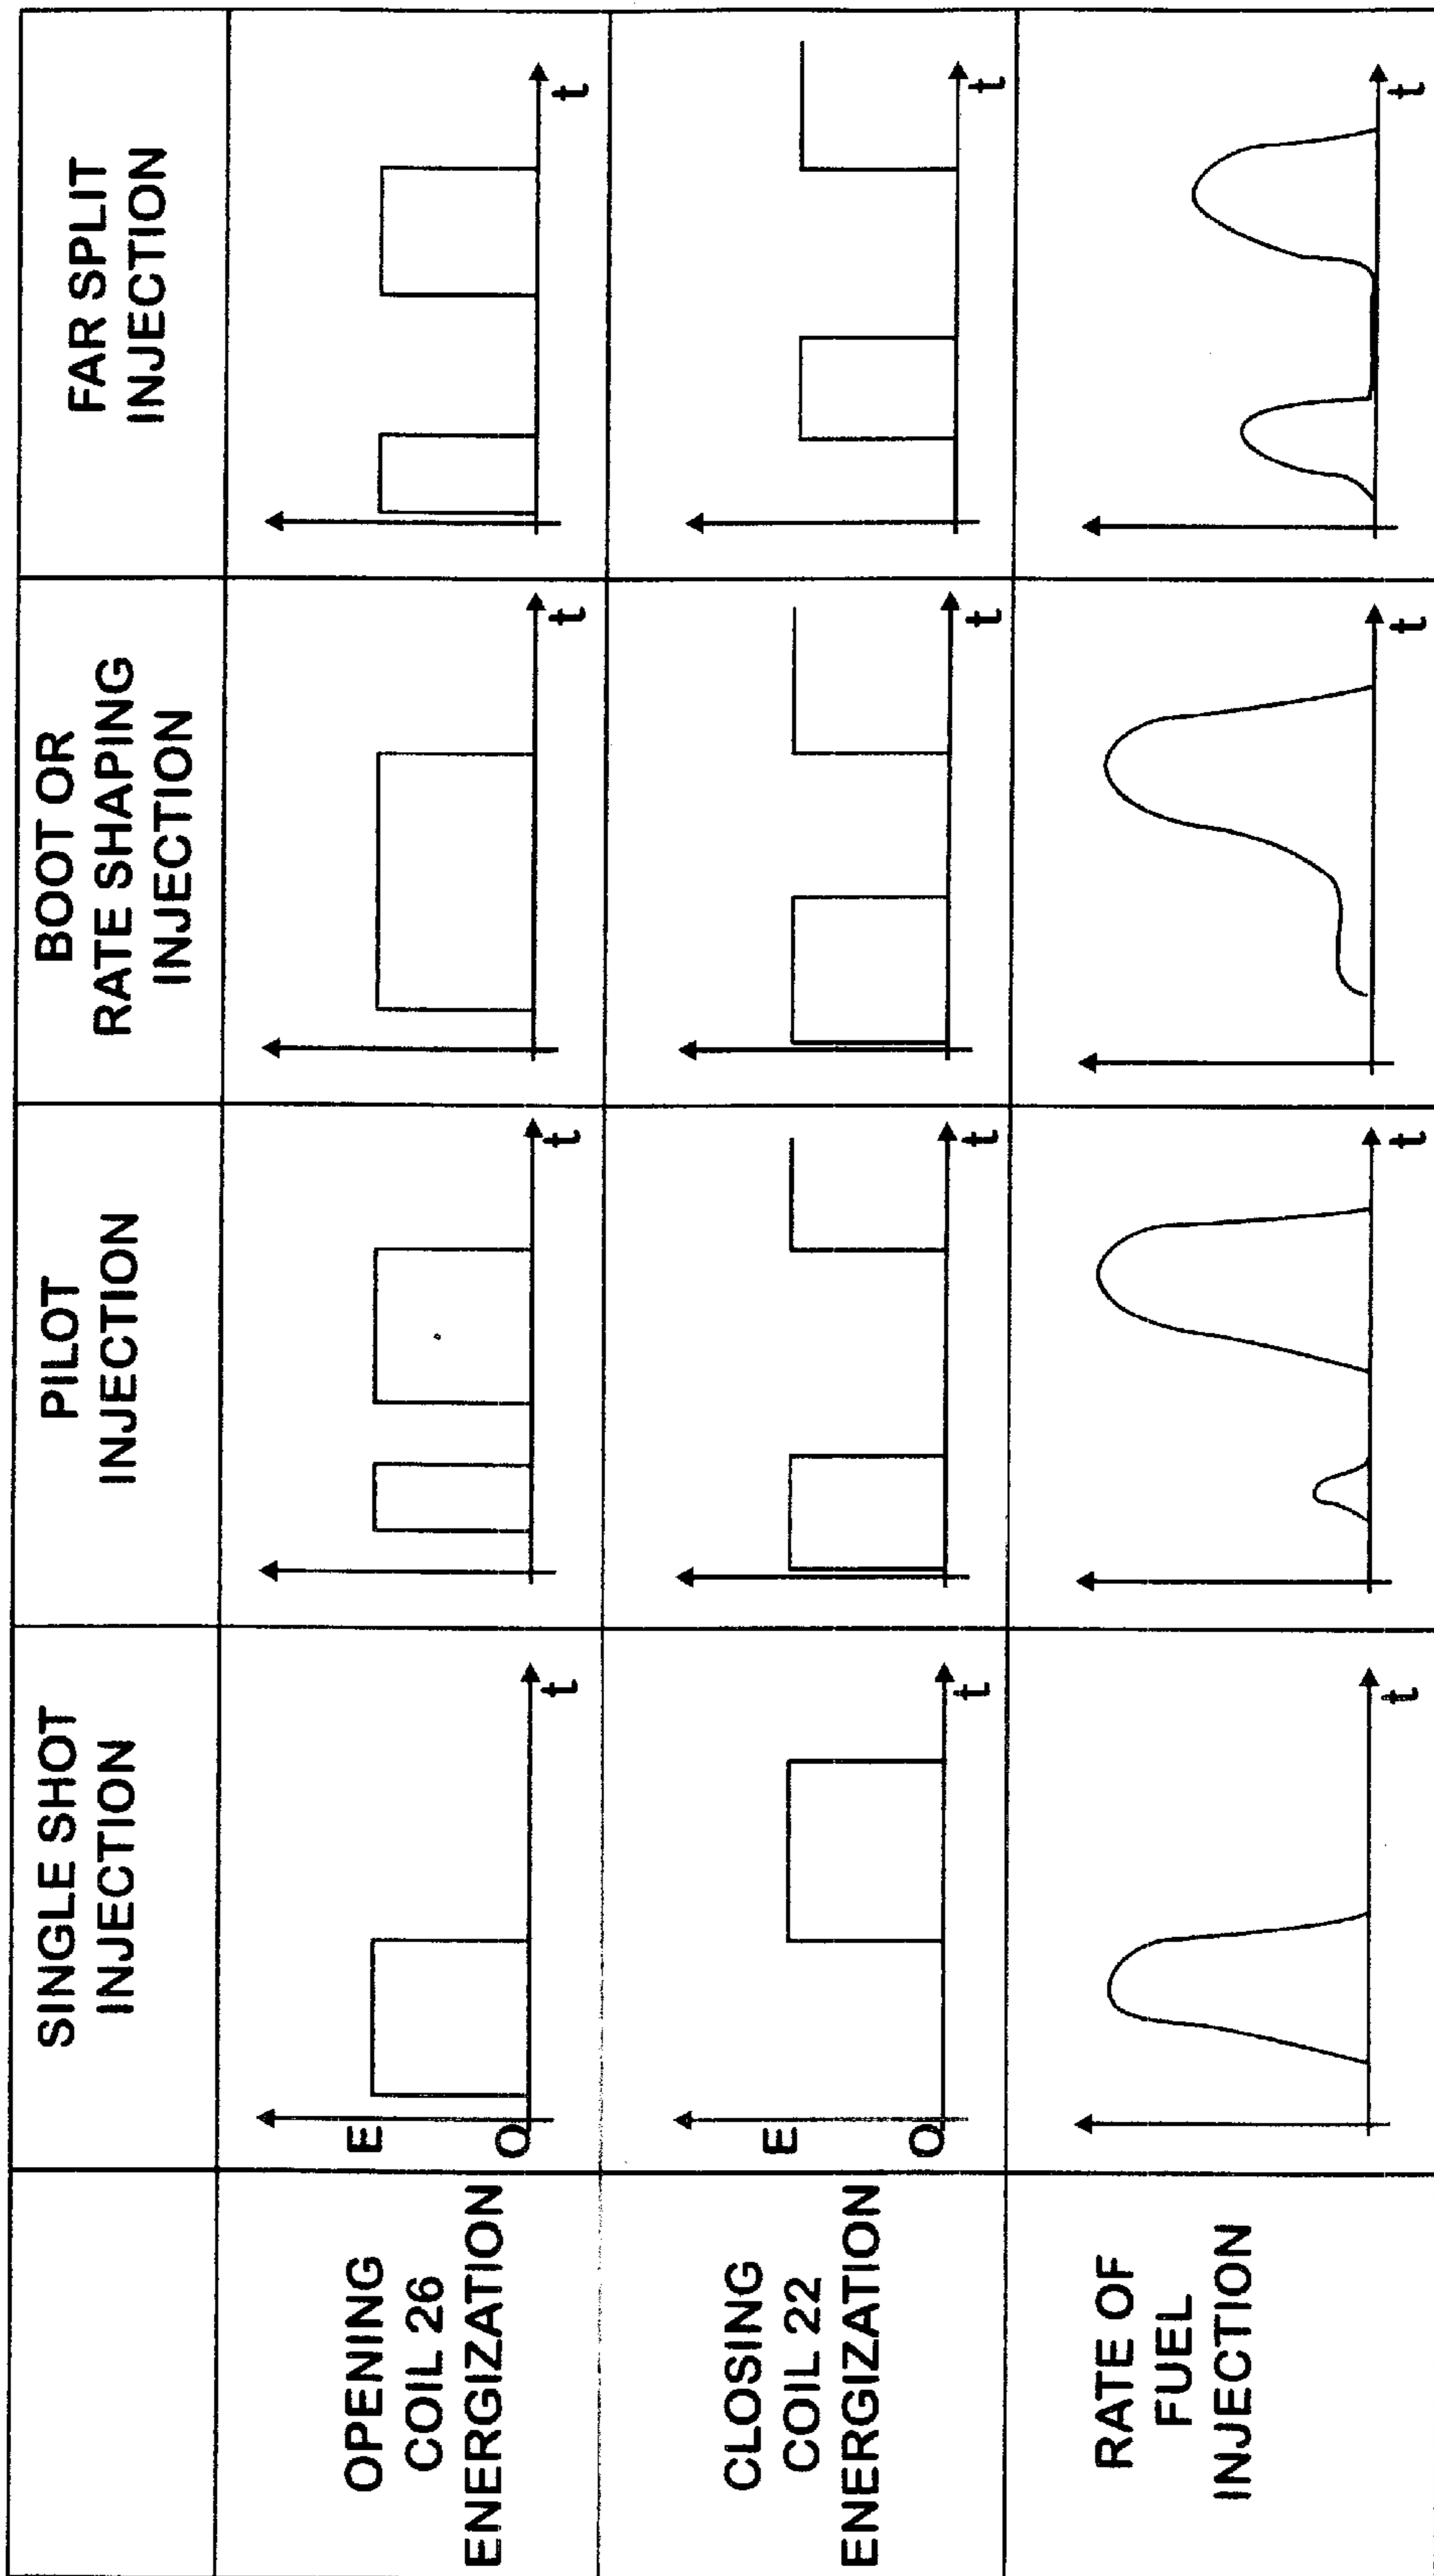 SINGLE SHOT
INJECTION
PILOT
INJECTION
BOOT OR
RATE SHAPING
INJECTION
FAR SPLIT
INJECTION
OPENING
COIL 26
ENERGIZATION
E
O
t
t
t
t
CLOSING
COIL 22
ENERGIZATION
E
O
t
t
t
t
RATE OF
FUEL
INJECTION
t
t
t
t